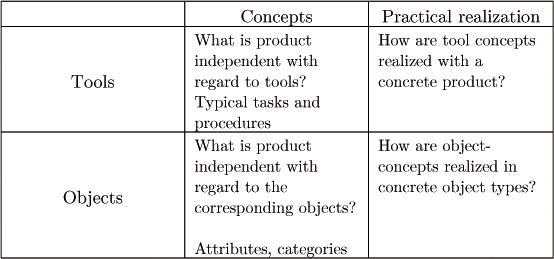 Concepts
Practical realization
Tools
What is product
independent with
regard to tools?
Typical tasks and
procedures
How are tool concepts
realized with a
concrete product?
Objects
What is product
independent with
regard to the
corresponding objects?
Attributes, categories
How are object-
concepts realized in
concrete object types?